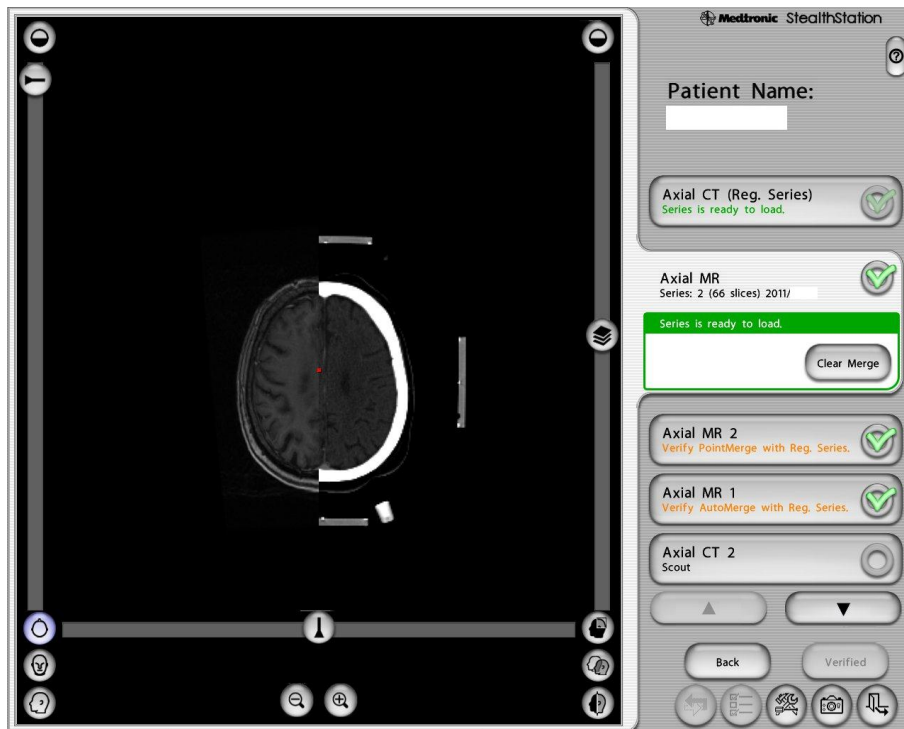 Medtronic StealthStation
?
Patient Name:
Axial CT (Reg. Series)
Series is ready to load.
Axial MR
Series: 2 (66 slices) 2011/
Series is ready to load.
Clear Merge
Axial MR 2
Verify PointMerge with Reg. Series.
Axial MR 1
Verify AutoMerge with Reg. Series.
Axial CT 2
Scout
Back
Verified